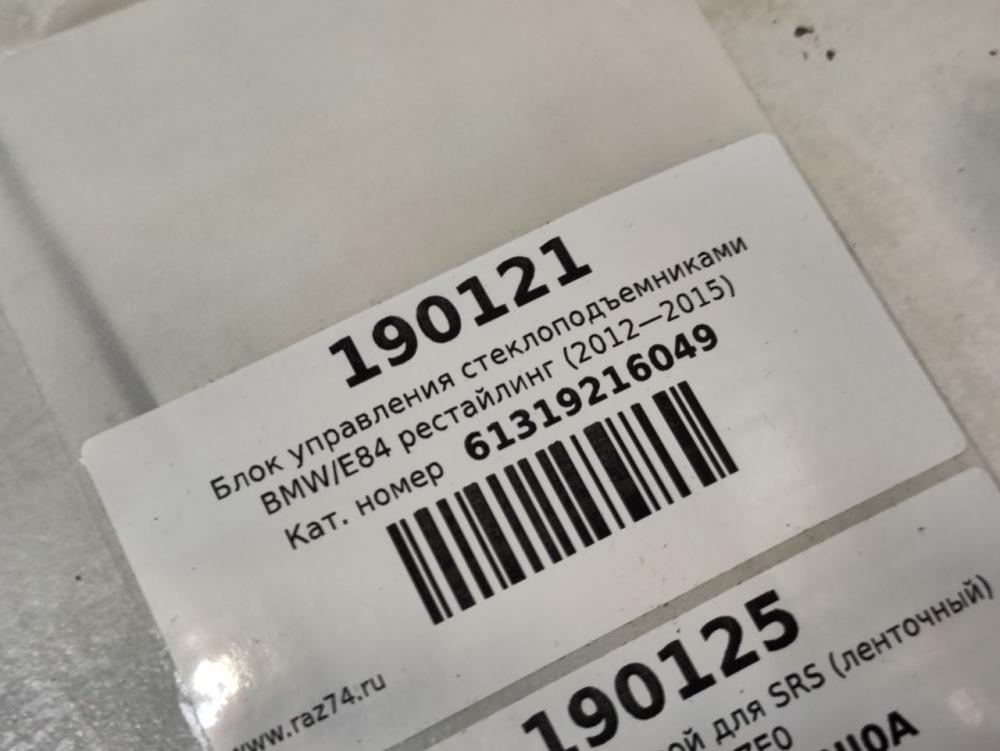 190121
Блок управления стеклоподъемниками
BMW/E84 рестайлинг (2012—2015)
Кат. номер 61319216049
www.raz74.ru
190125
для SRS (ленточный)